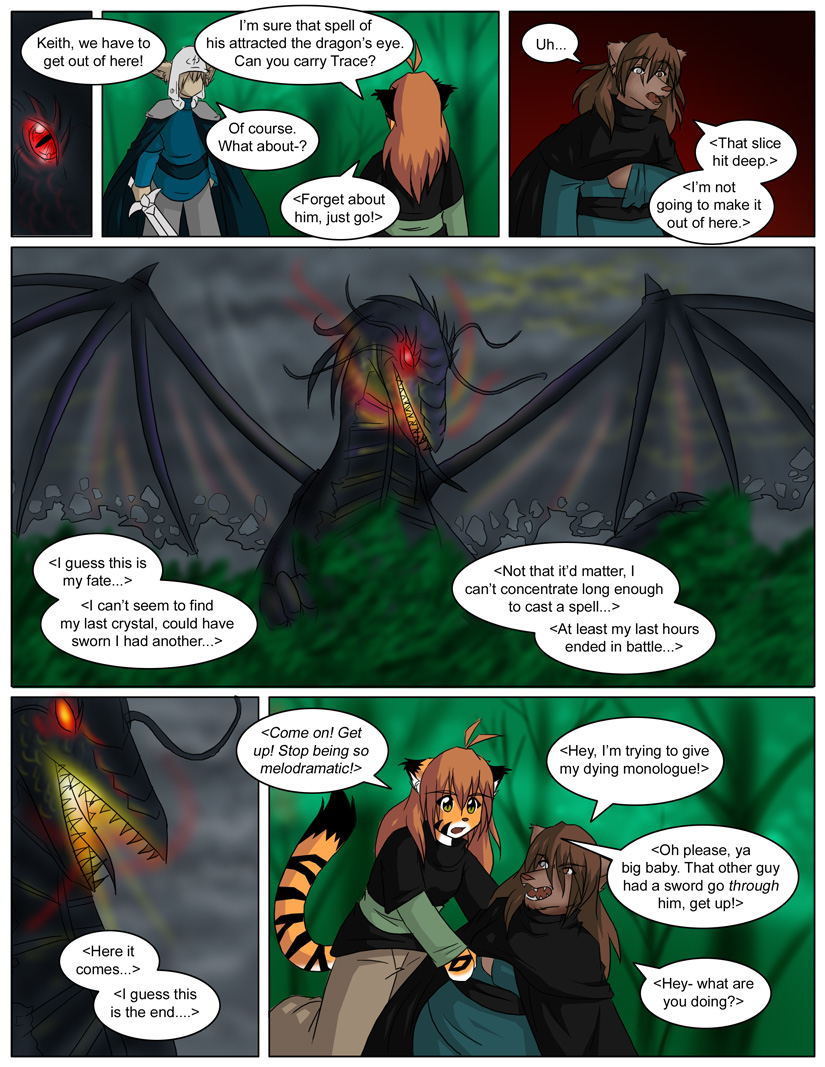 Keith, we have to
get out of here!
I'm sure that spell of
his attracted the dragon's eye.
Can you carry Trace?
Of course.
What about-?
<Forget about
him, just go!>
Uh...
<That slice
hit deep.>
<I'm not
going to make it
out of here.>
<I guess this is
my fate...>
<I can't seem to find
my last crystal, could have
sworn I had another...>
<Not that it'd matter, I
can't concentrate long enough
to cast a spell...>
<At least my last hours
ended in battle...>
<Here it
comes...>
<I guess this
is the end....>
<Come on! Get
up! Stop being so
melodramatic!>
<Hey, I'm trying to give
my dying monologue!>
<Oh please, ya
big baby. That other guy
had a sword go through
him, get up!>
<Hey- what are
you doing?>